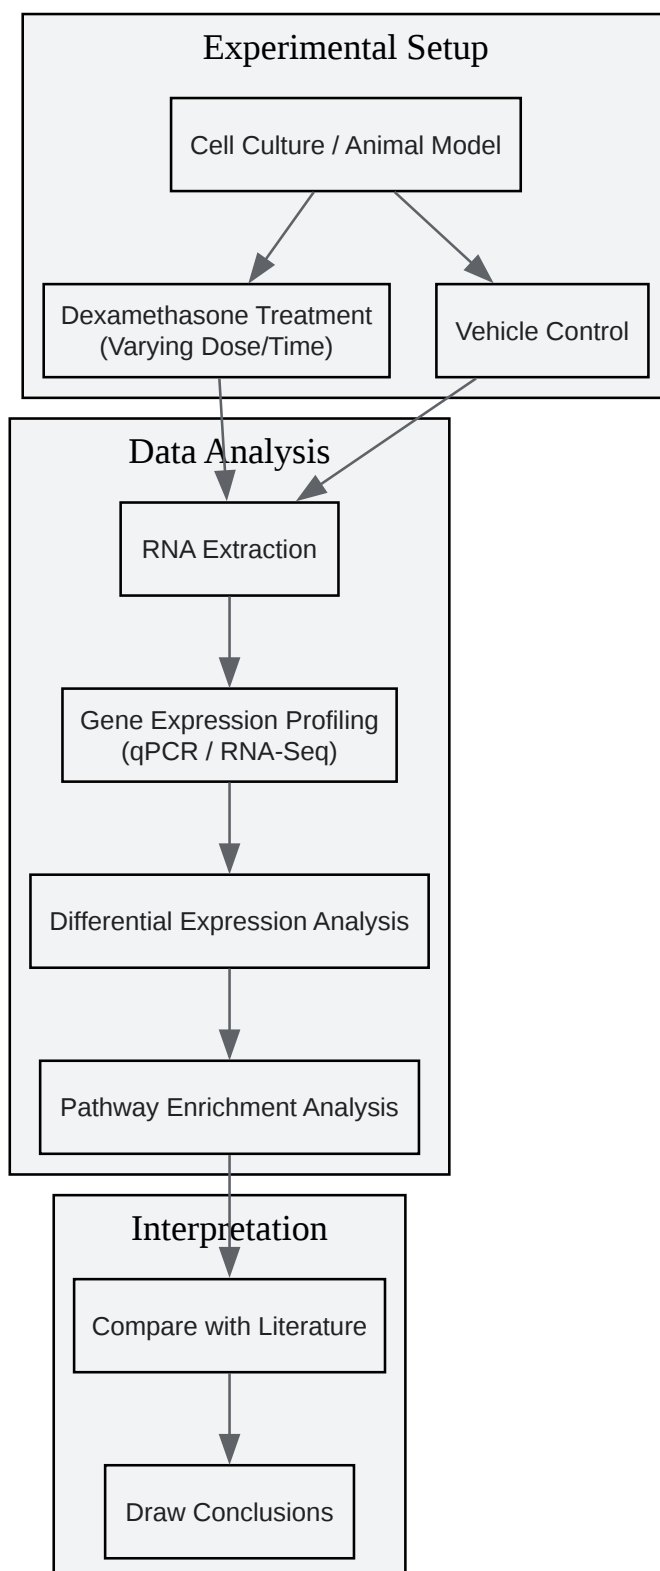 Experimental Setup
Cell Culture / Animal Model
Dexamethasone Treatment
(Varying Dose/Time)
Vehicle Control
Data Analysis
RNA Extraction
Gene Expression Profiling
(qPCR / RNA-Seq)
Differential Expression Analysis
Pathway Enrichment Analysis
Interpretation
Compare with Literature
Draw Conclusions